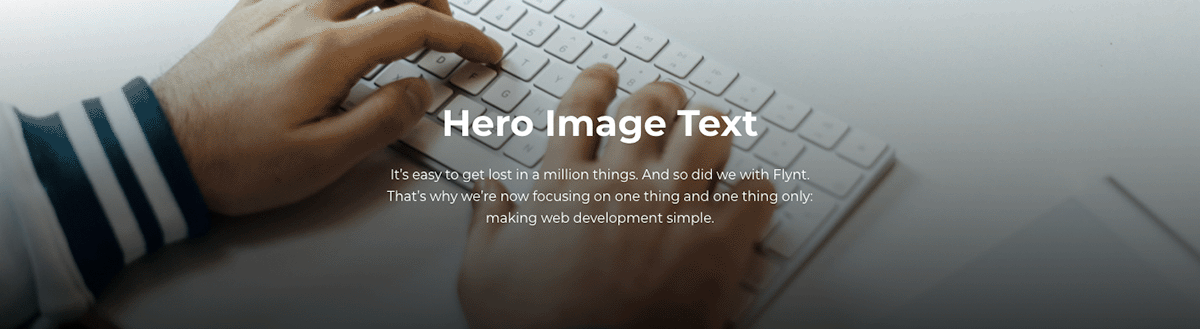 Hero Image Text
It's easy to get lost in a million things. And so did we with Flynt.
That's why we're now focusing on one thing and one thing only:
making web development simple.